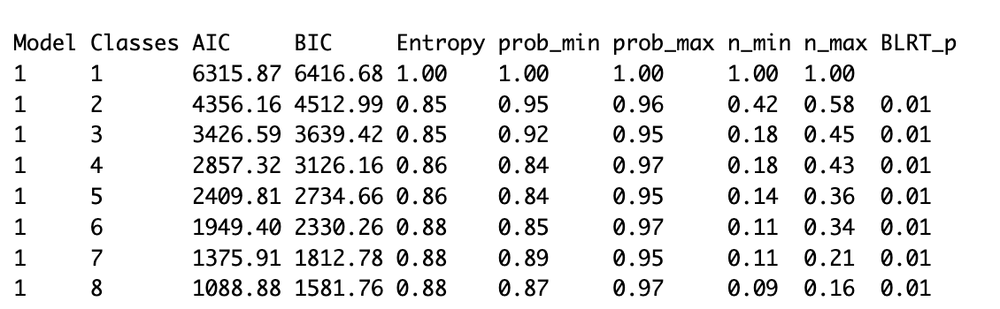 Model Classes AIC BIC Entropy prob_min prob_max n_min n_max BLRT_p
1 1 6315.87 6416.68 1.00 1.00 1.00 1.00 1.00
1 2 4356.16 4512.99 0.85 0.95 0.96 0.42 0.58 0.01
1 3 3426.59 3639.42 0.85 0.92 0.95 0.18 0.45 0.01
1 4 2857.32 3126.16 0.86 0.84 0.97 0.18 0.43 0.01
1 5 2409.81 2734.66 0.86 0.84 0.95 0.14 0.36 0.01
1 6 1949.40 2330.26 0.88 0.85 0.97 0.11 0.34 0.01
1 7 1375.91 1812.78 0.88 0.89 0.95 0.11 0.21 0.01
1 8 1088.88 1581.76 0.88 0.87 0.97 0.09 0.16 0.01